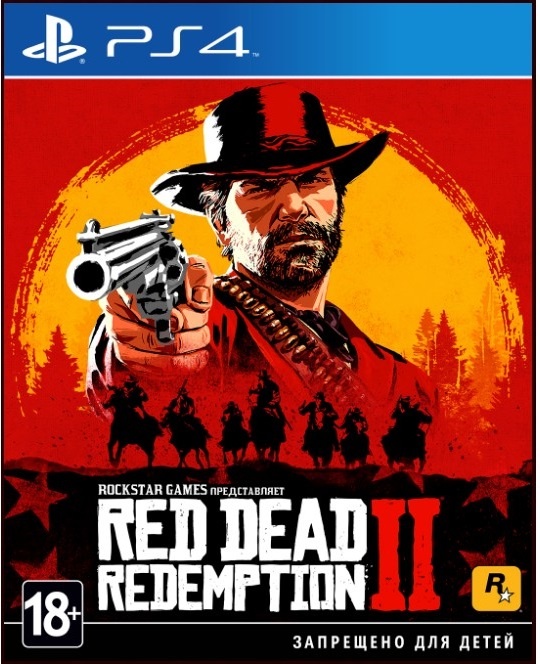 PS4
ROCKSTAR GAMES ПРЕДСТАВЛЯЕТ
RED DEAD
REDEMPTION II
R
18+
ЗАПРЕЩЕНО ДЛЯ ДЕТЕЙ